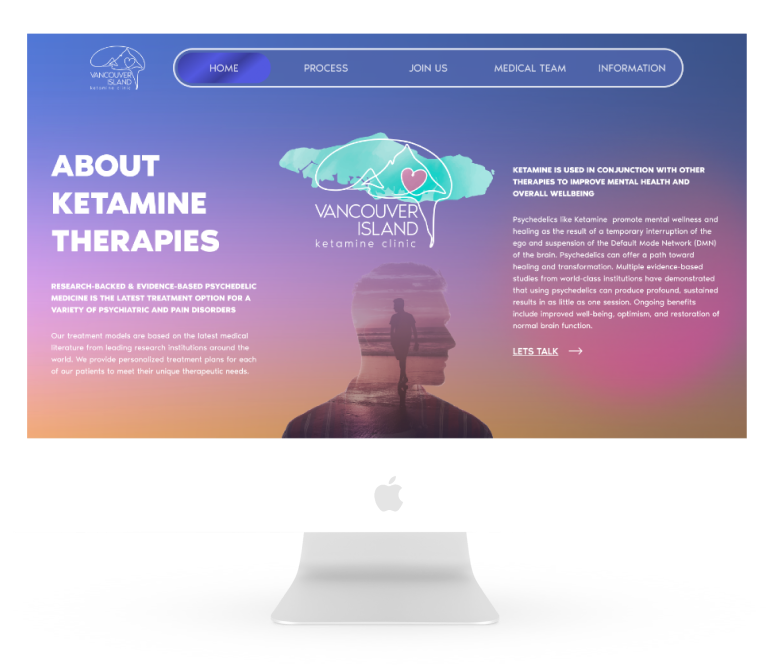 VANCOUVER
ISLAND
ketamine clinic
HOME
PROCESS
JOIN US
MEDICAL TEAM
INFORMATION
ABOUT
KETAMINE
THERAPIES
RESEARCH-BACKED & EVIDENCE-BASED PSYCHEDELIC
MEDICINE IS THE LATEST TREATMENT OPTION FOR A
VARIETY OF PSYCHIATRIC AND PAIN DISORDERS
Our treatment models are based on the latest medical
literature from leading research institutions around the
world. We provide personalized treatment plans for each
of our patients to meet their unique therapeutic needs.
VANCOUVER
ISLAND
ketamine clinic
KETAMINE IS USED IN CONJUNCTION WITH OTHER
THERAPIES TO IMPROVE MENTAL HEALTH AND
OVERALL WELLBEING
Psychedelics like Ketamine  promote mental wellness and
healing as the result of a temporary interruption of the
ego and suspension of the Default Mode Network (DMN)
of the brain. Psychedelics can offer a path toward
healing and transformation. Multiple evidence-based
studies from world-class institutions have demonstrated
that using psychedelics can produce profound, sustained
results in as little as one session. Ongoing benefits
include improved well-being, optimism, and restoration of
normal brain function.
LETS TALK